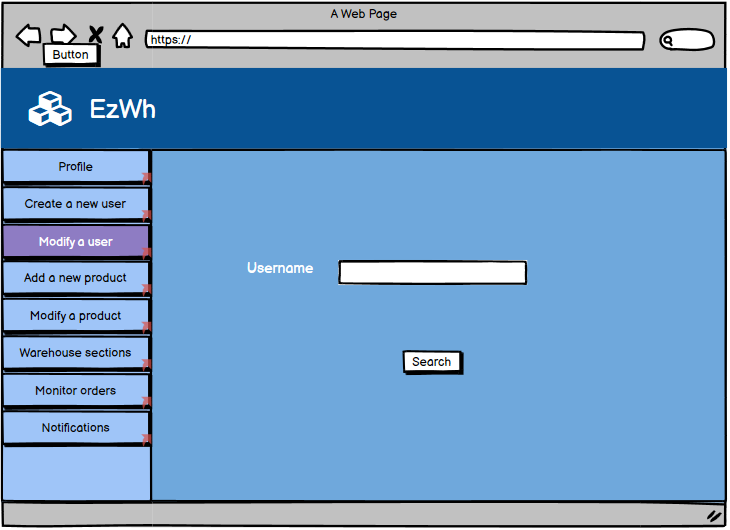 A Web Page
https://
Button
EzWh
Profile
Create a new user
Modify a user
Add a new product
Modify a product
Warehouse sections
Monitor orders
Notifications
Username
Search